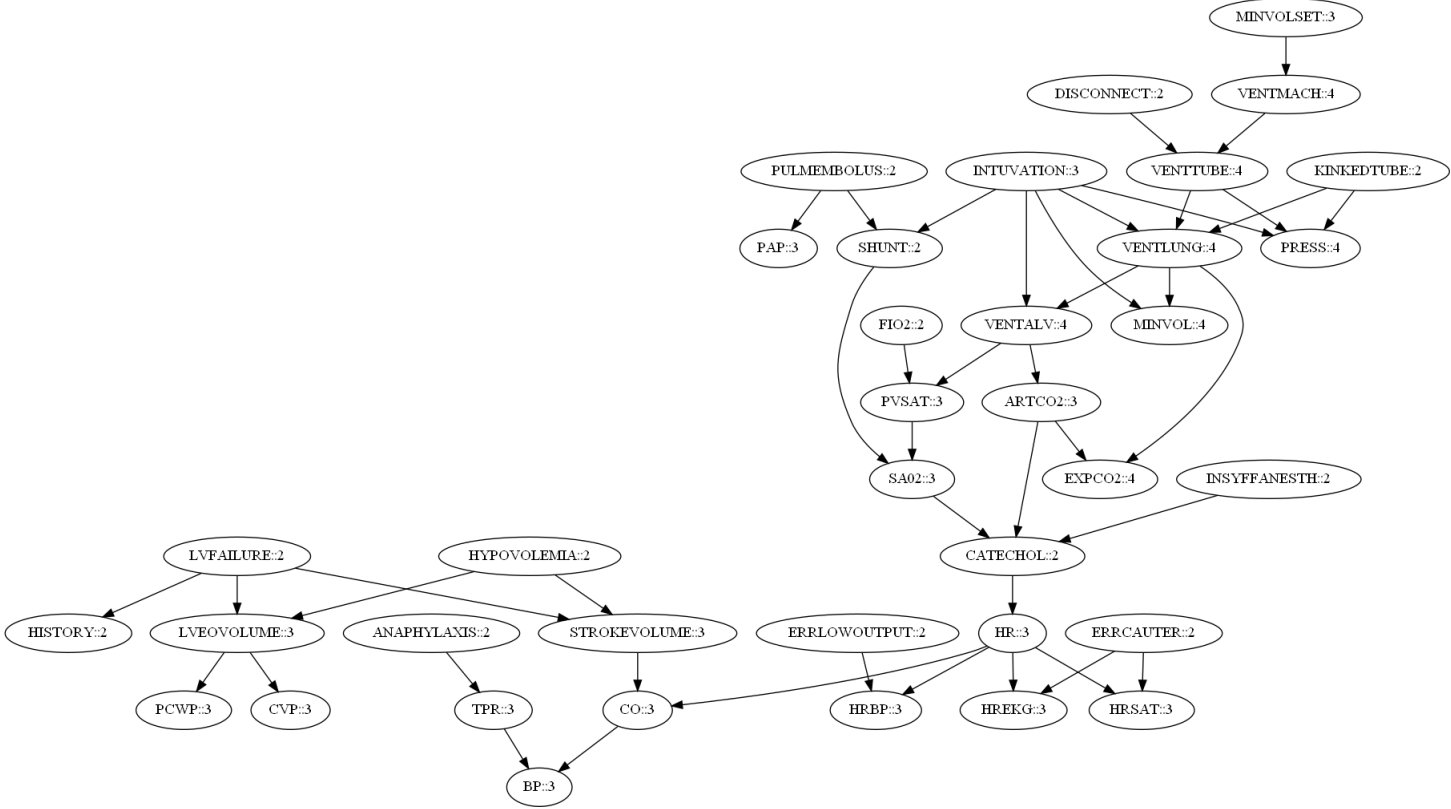 MINVOLSET::3
DISCONNECT::2
VENTMACH::4
PULMEMBOLUS::2
INTUVATION::3
VENTTUBE::4
KINKEDTUBE::2
PAP::3
SHUNT::2
VENTLUNG::4
PRESS::4
FIO2::2
VENTALV::4
MINVOL::4
PVSAT::3
ARTCO2::3
SA02::3
EXPCO2::4
INSYFFANESTH::2
LVFAILURE::2
HYPOVOLEMIA::2
CATECHOL::2
HISTORY::2
LVEOVOLUME::3
ANAPHYLAXIS::2
STROKEVOLUME::3
ERRLOWOUTPUT::2
HR::3
ERRCAUTER::2
PCWP::3
CVP::3
TPR::3
CO::3
HRBP::3
HREKG::3
HRSAT::3
BP::3